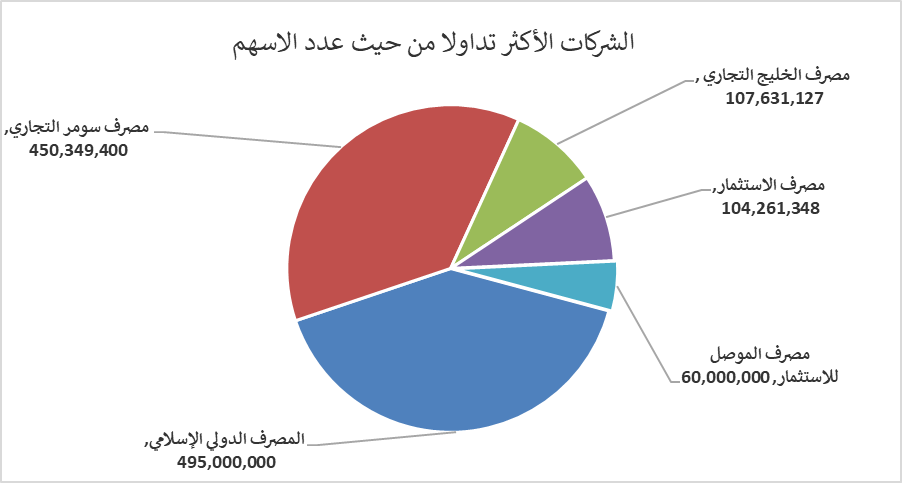 الشركات الأكثر تداولا من حيث عدد الاسهم
مصرف الخليج التجاري ,
107,631,127
مصرف سومر التجاري,
450,349,400
مصرف الاستثمار,
104,261,348
مصرف الموصل
للاستثمار, 60,000,000
المصرف الدولي الإسلامي,
495,000,000